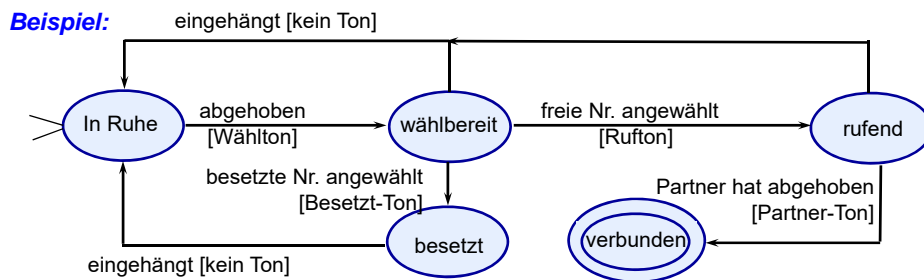 Beispiel:
eingehängt [kein Ton]
In Ruhe
abgehoben
[Wählton]
wählbereit
freie Nr. angewählt
[Rufton]
rufend
besetzte Nr. angewählt
[Besetzt-Ton]
Partner hat abgehoben
[Partner-Ton]
besetzt
verbunden
eingehängt [kein Ton]